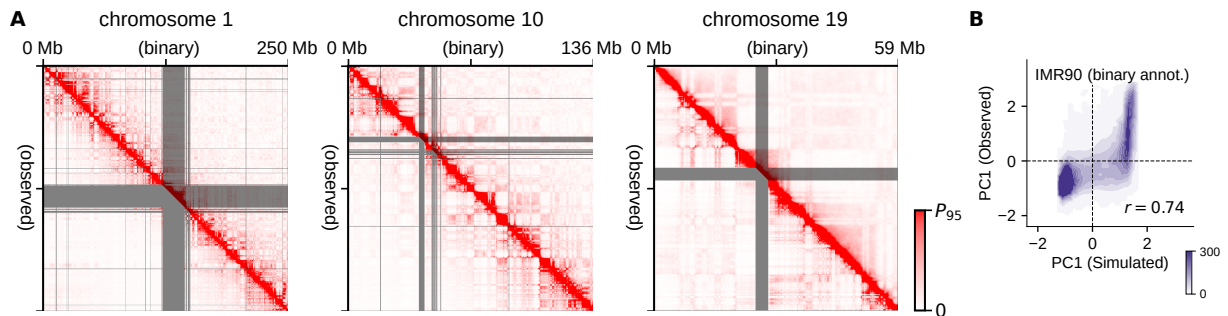 A
chromosome 1
0 Mb (binary) 250 Mb
(observed)
chromosome 10
0 Mb (binary) 136 Mb
(observed)
chromosome 19
0 Mb (binary) 59 Mb
(observed)
P95
0
B
IMR90 (binary annot.)
PC1 (Observed)
2
0
−2
r = 0.74
−2 0 2
PC1 (Simulated)
300
0